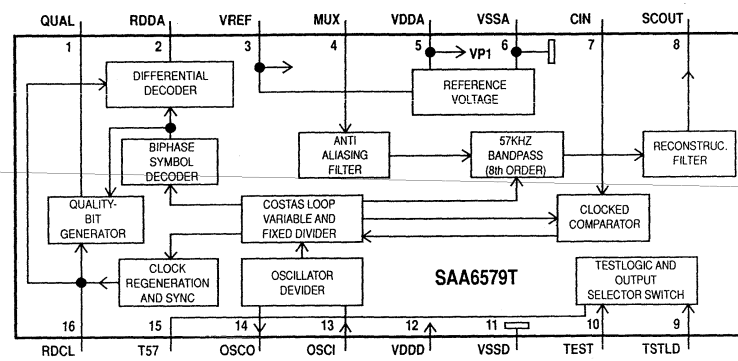 QUAL RDDA VREF MUX VDDA VSSA CIN SCOUT
1 2 3 4 5 6 7 8
VP1
DIFFERENTIAL
DECODER
REFERENCE
VOLTAGE
BIPHASE
SYMBOL
DECODER
ANTI
ALIASING
FILTER
57KHZ
BANDPASS
(8th ORDER)
RECONSTRUC.
FILTER
QUALITY-
BIT
GENERATOR
COSTAS LOOP
VARIABLE AND
FIXED DIVIDER
CLOCKED
COMPARATOR
CLOCK
REGENERATION
AND SYNC
OSCILLATOR
DEVIDER
SAA6579T
TESTLOGIC AND
OUTPUT
SELECTOR SWITCH
16 15 14 13 12 11 10 9
RDCL T57 OSCO OSCI VDDD VSSD TEST TSTLD